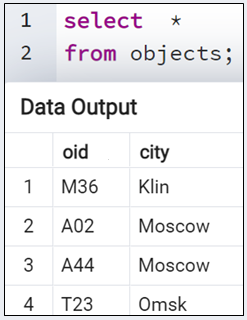 1 select *
2 from objects;
Data Output
oid city
1 M36 Klin
2 A02 Moscow
3 A44 Moscow
4 T23 Omsk